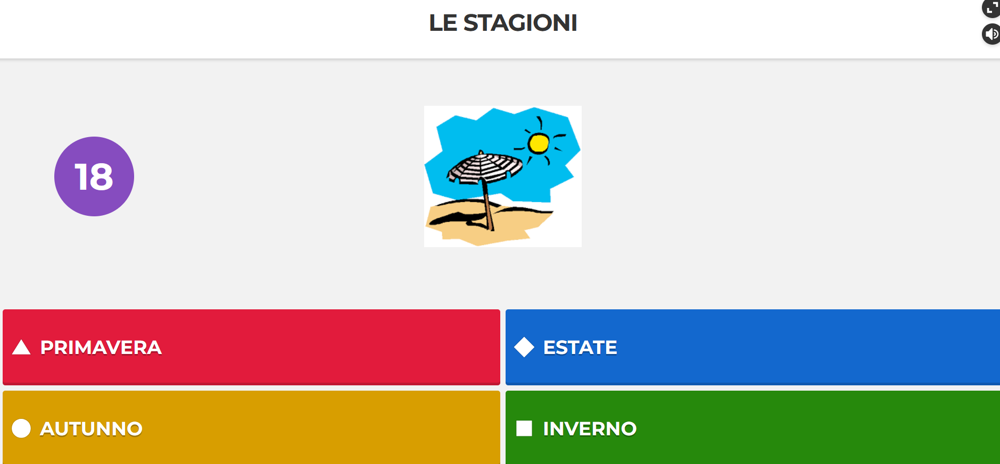 LE STAGIONI
18
PRIMAVERA
ESTATE
AUTUNNO
INVERNO